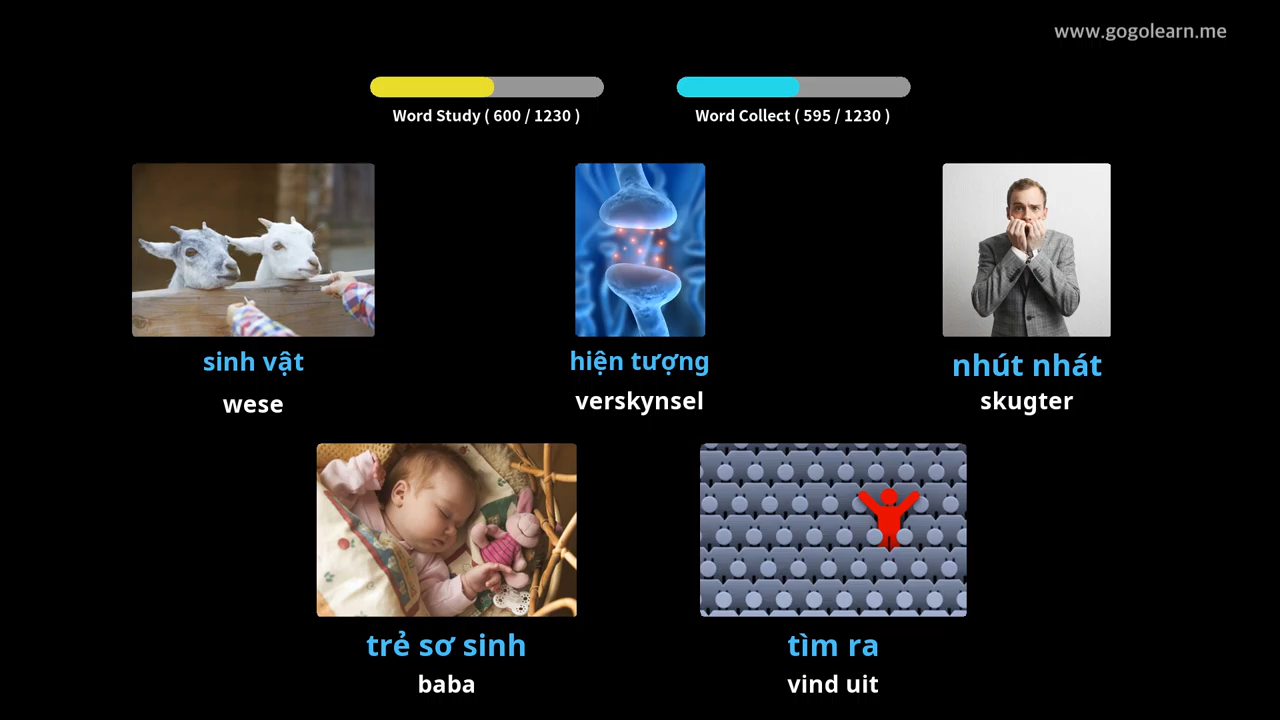 www.gogolearn.me
Word Study ( 600 / 1230 )
Word Collect ( 595 / 1230 )
sinh vật
wese
hiện tượng
verskynsel
nhút nhát
skugter
trẻ sơ sinh
baba
tìm ra
vind uit